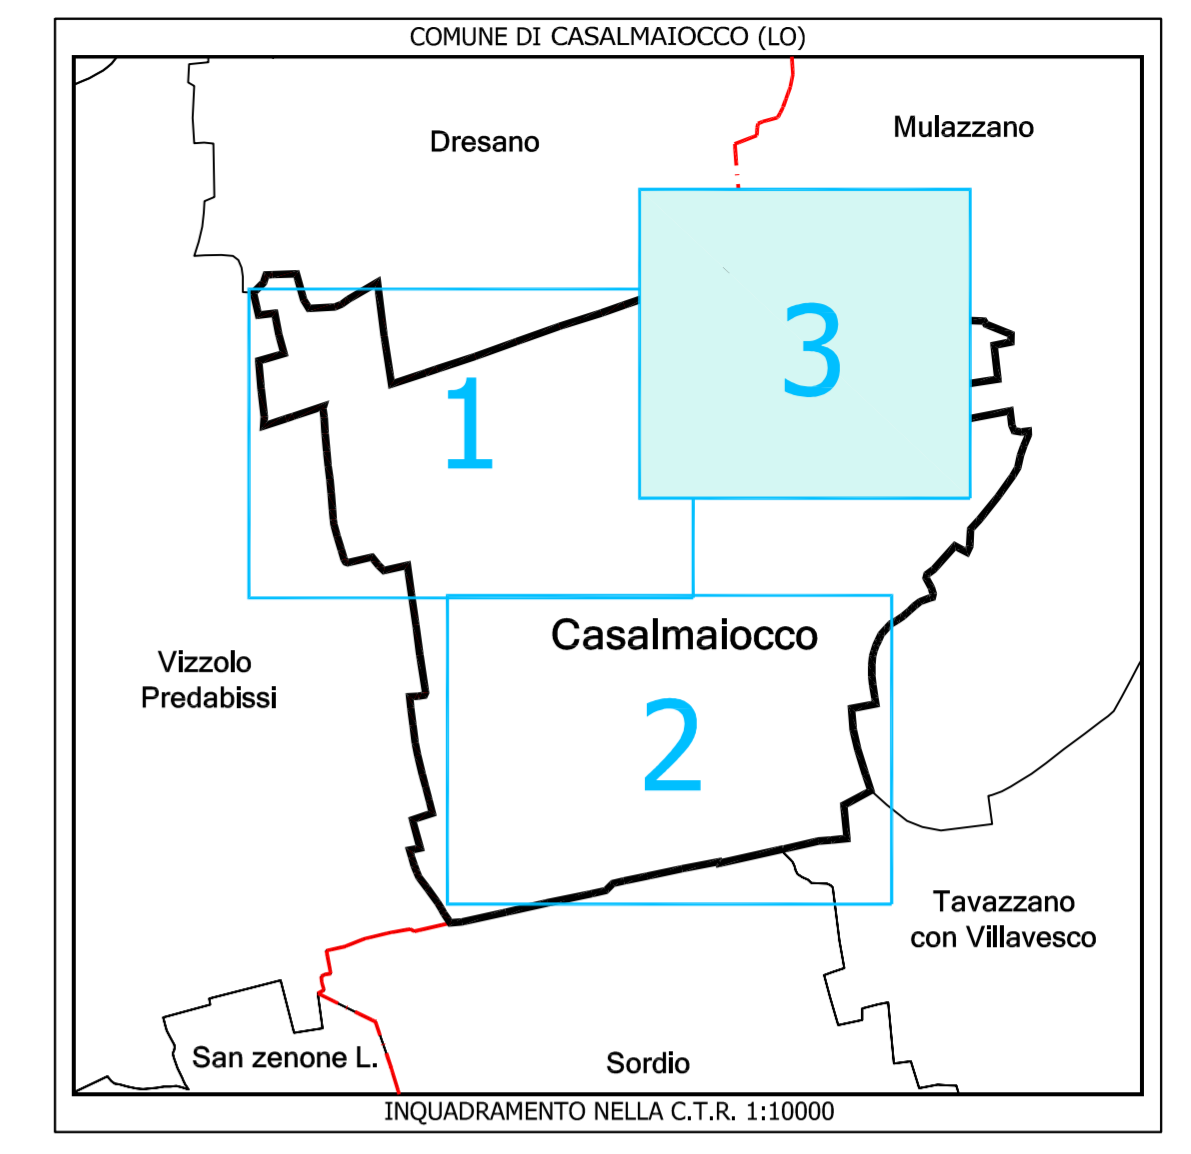 COMUNE DI CASALMAIOCCO (LO)
Mulazzano
Dresano
3
1
Casalmaiocco
Vizzolo
Predabissi
2
Tavazzano
con Villavesco
San zenone L.
Sordio
INQUADRAMENTO NELLA C.T.R. 1:10000